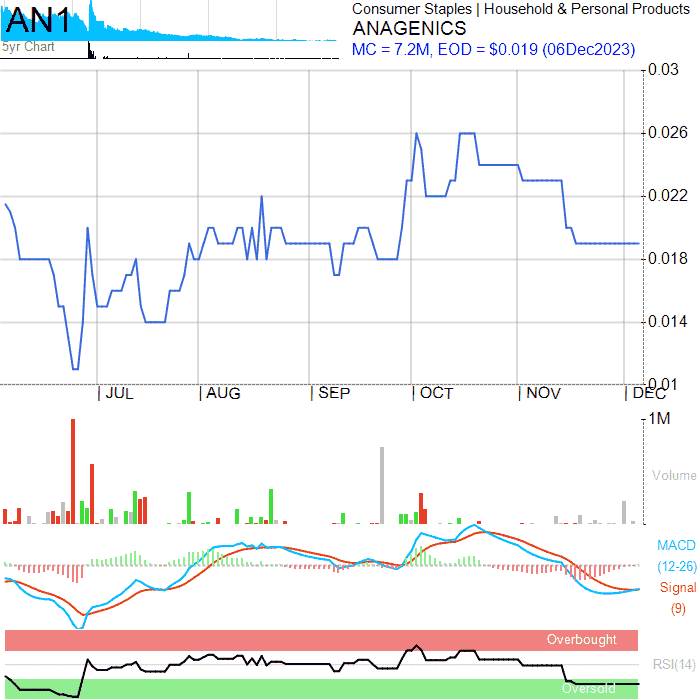 AN1
5yr Chart
Consumer Staples | Household & Personal Products
ANAGENICS
MC = 7.2M, EOD = $0.019 (06Dec2023)
0.03
0.026
0.022
0.018
0.014
0.01
| JUL | AUG | SEP | OCT | NOV | DEC
1M
Volume
MACD
(12-26)
Signal
(9)
Overbought
RSI(14)
Oversold